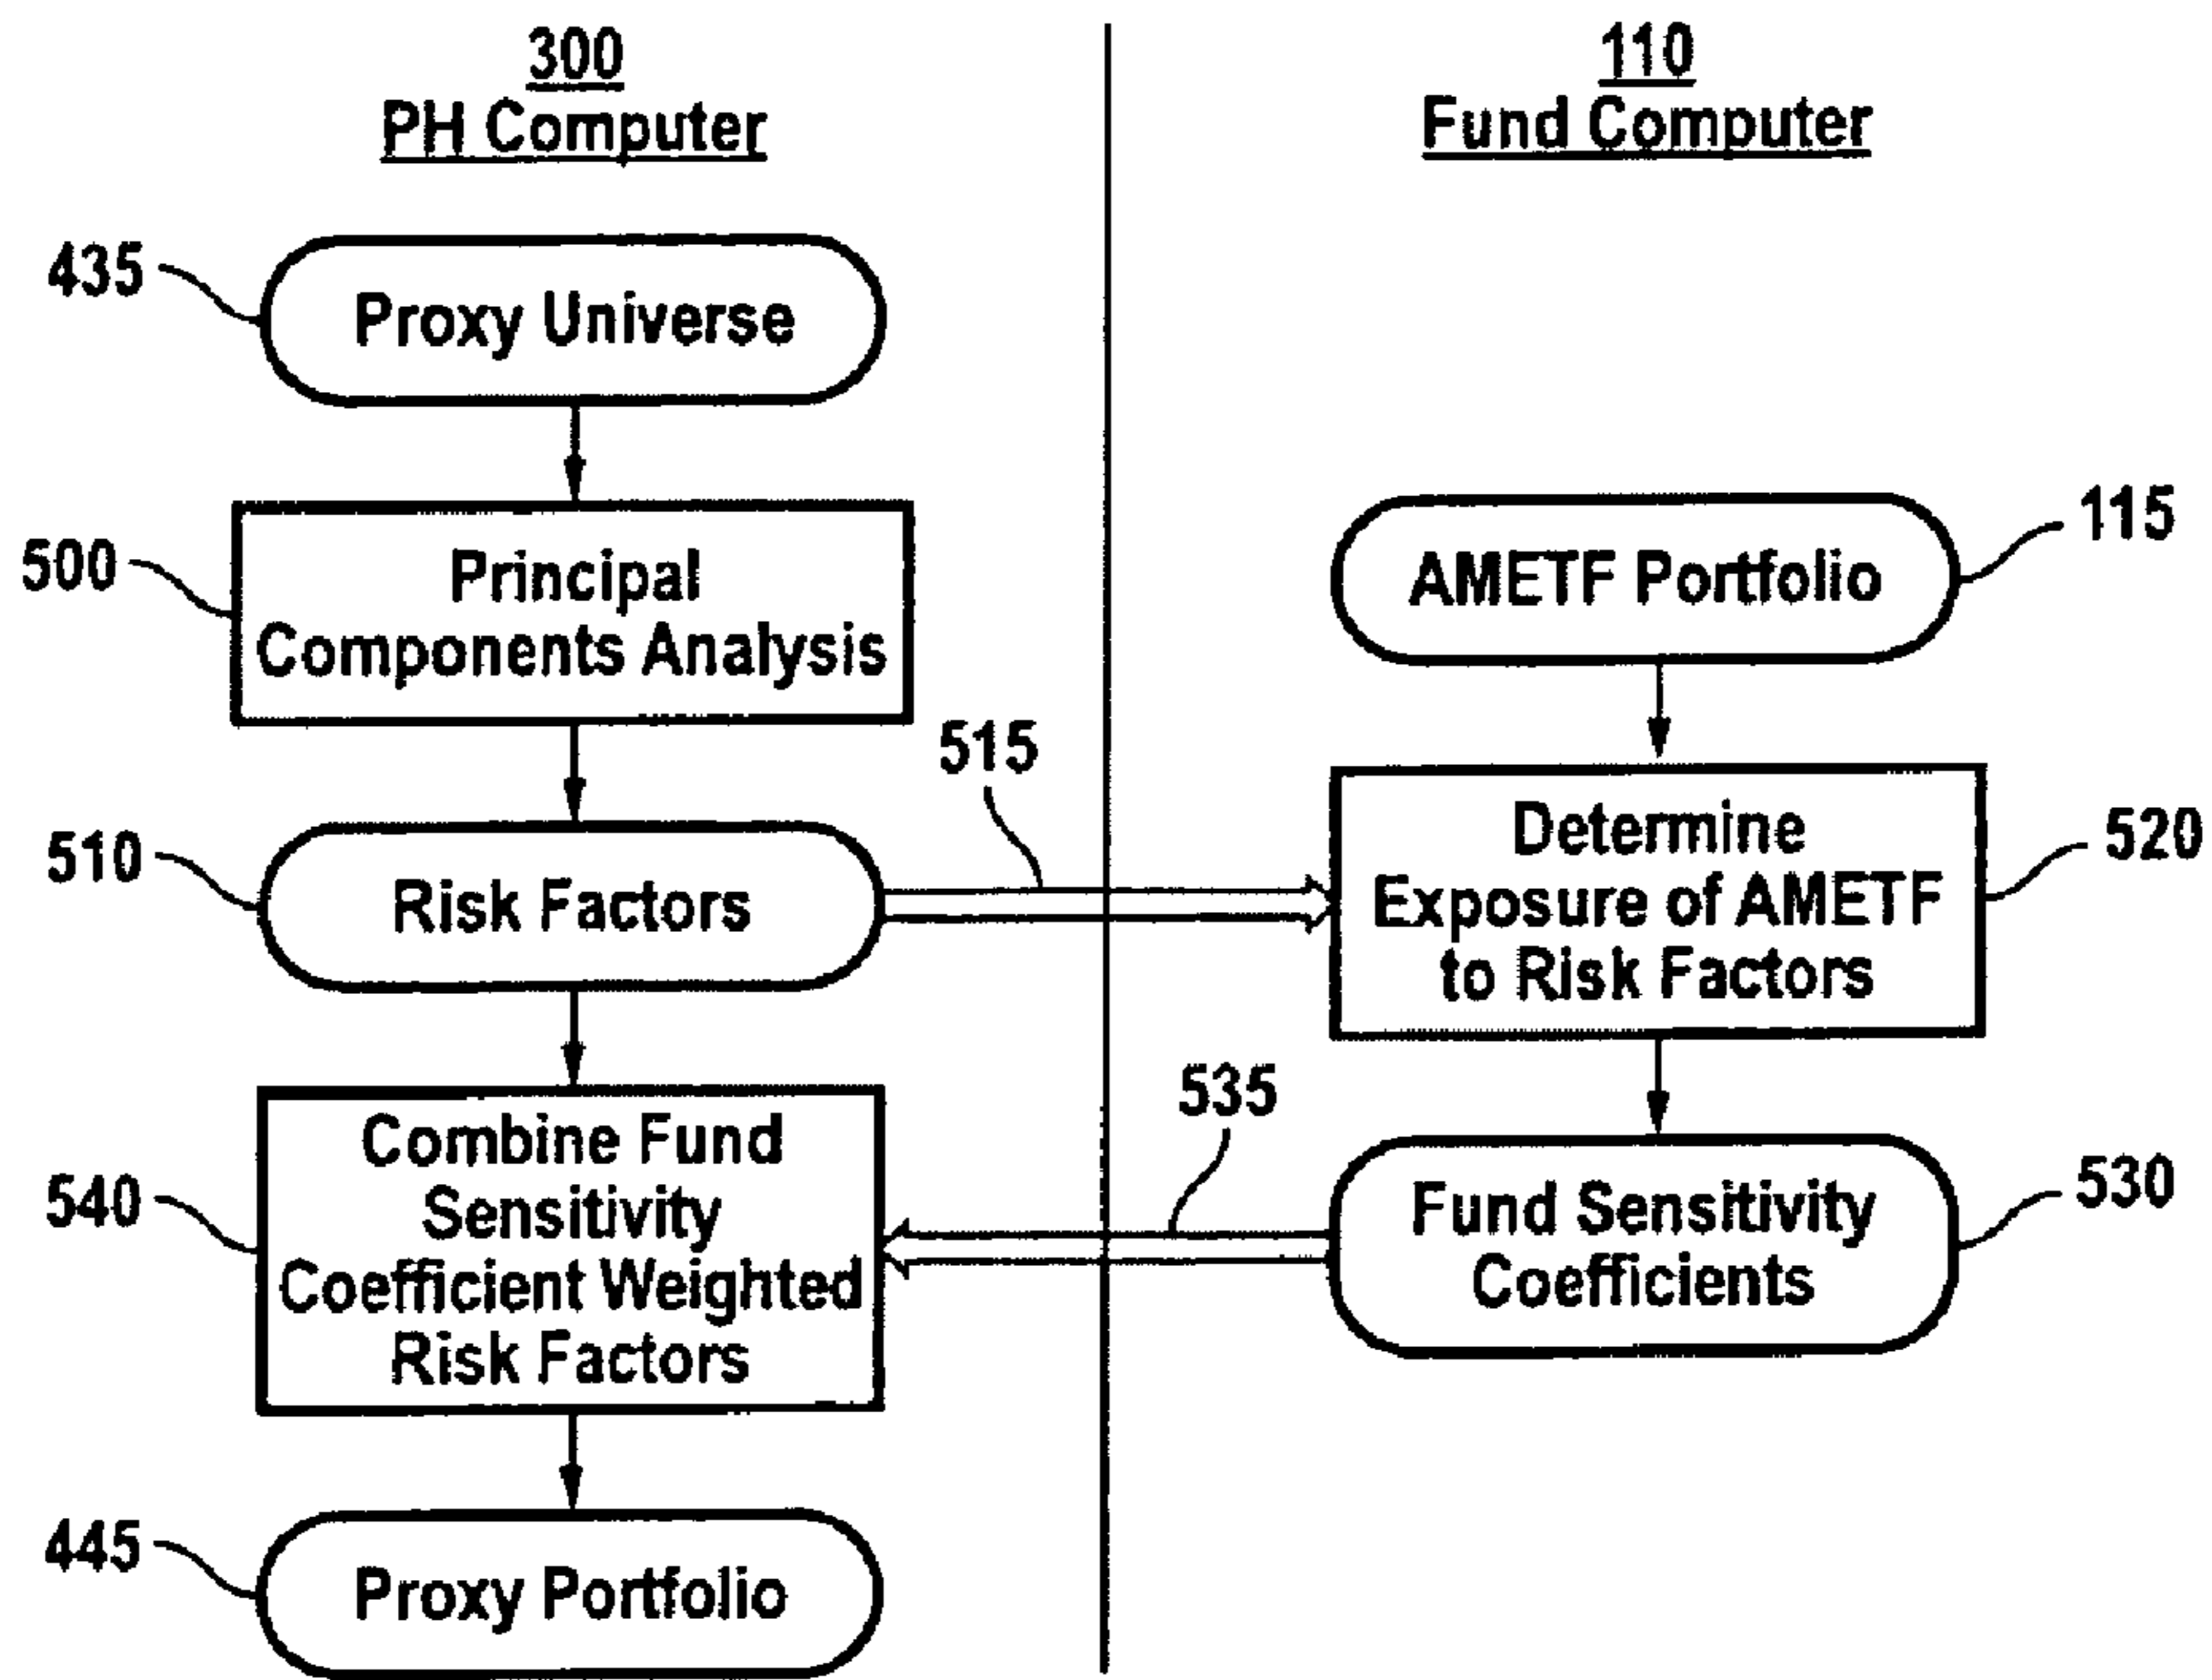 300
PH Computer
435
Proxy Universe
500
Principal
Components Analysis
510
Risk Factors
515
540
Combine Fund
Sensitivity
Coefficient Weighted
Risk Factors
535
445
Proxy Portfolio
110
Fund Computer
AMETF Portfolio
115
Determine
Exposure of AMETF
to Risk Factors
520
Fund Sensitivity
Coefficients
530